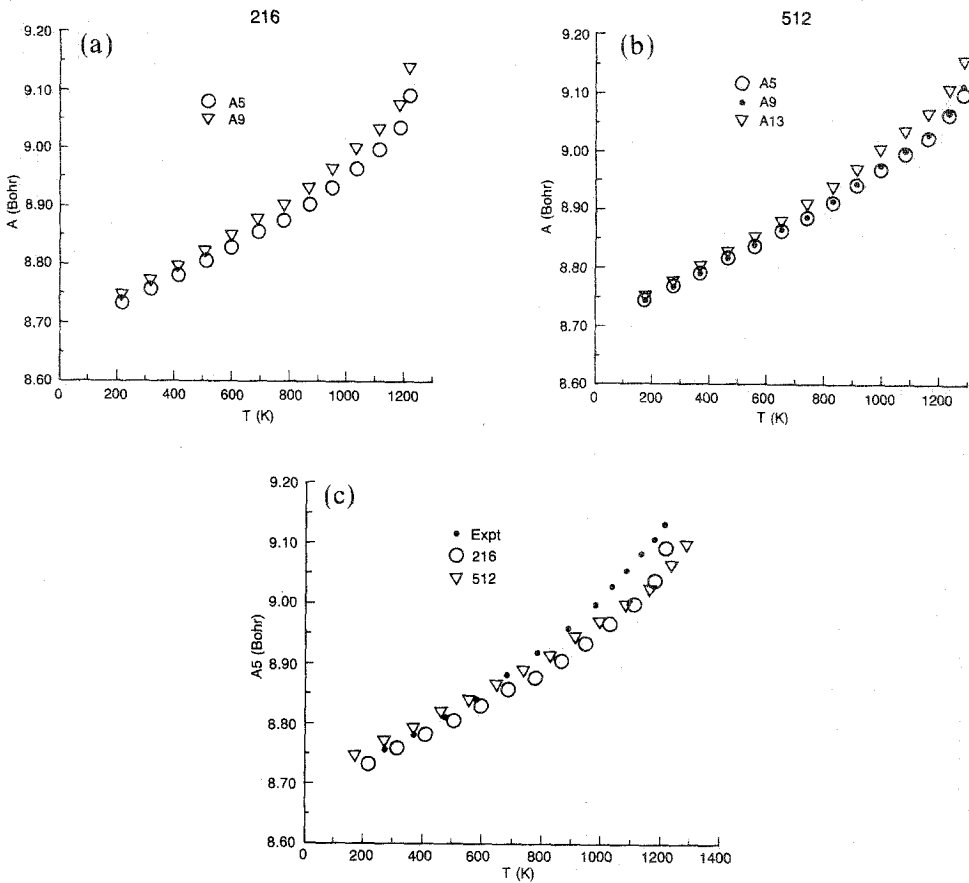 216
(a)
9.20
9.10
9.00
8.90
8.80
8.70
8.60
A (Bohr)
A5
A9
0 200 400 600 800 1000 1200
T (K)
512
(b)
9.20
9.10
9.00
8.90
8.80
8.70
8.60
A (Bohr)
A5
A9
A13
0 200 400 600 800 1000 1200
T (K)
(c)
9.20
9.10
9.00
8.90
8.80
8.70
8.60
A5 (Bohr)
Expt
216
512
0 200 400 600 800 1000 1200 1400
T (K)